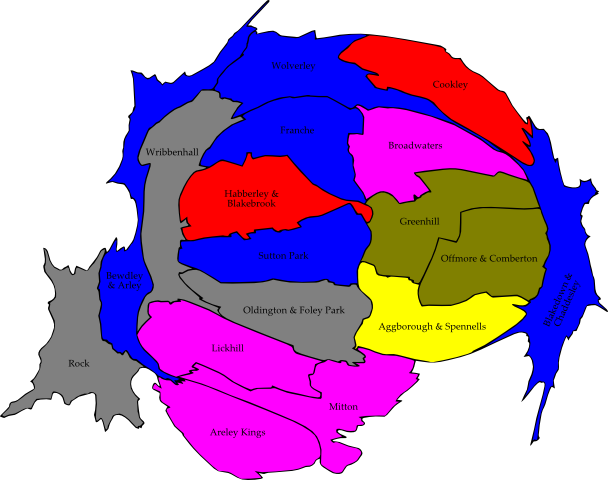 Wolverley
Cookley
Franche
Broadwaters
Wribbenhall
Habberley &
Blakebrook
Greenhill
Sutton Park
Offmore & Comberton
Bewdley
& Arley
Blakedown &
Chaddesley
Oldington & Foley Park
Aggborough & Spennells
Lickhill
Rock
Mitton
Areley Kings